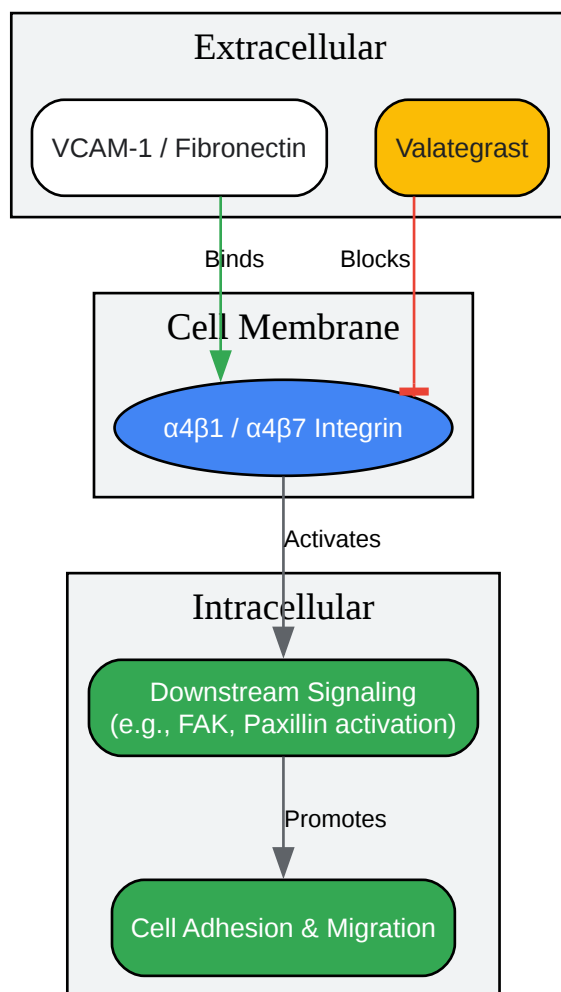 Extracellular
VCAM-1 / Fibronectin
Valategrast
Binds
Blocks
Cell Membrane
α4β1 / α4β7 Integrin
Activates
Intracellular
Downstream Signaling
(e.g., FAK, Paxillin activation)
Promotes
Cell Adhesion & Migration